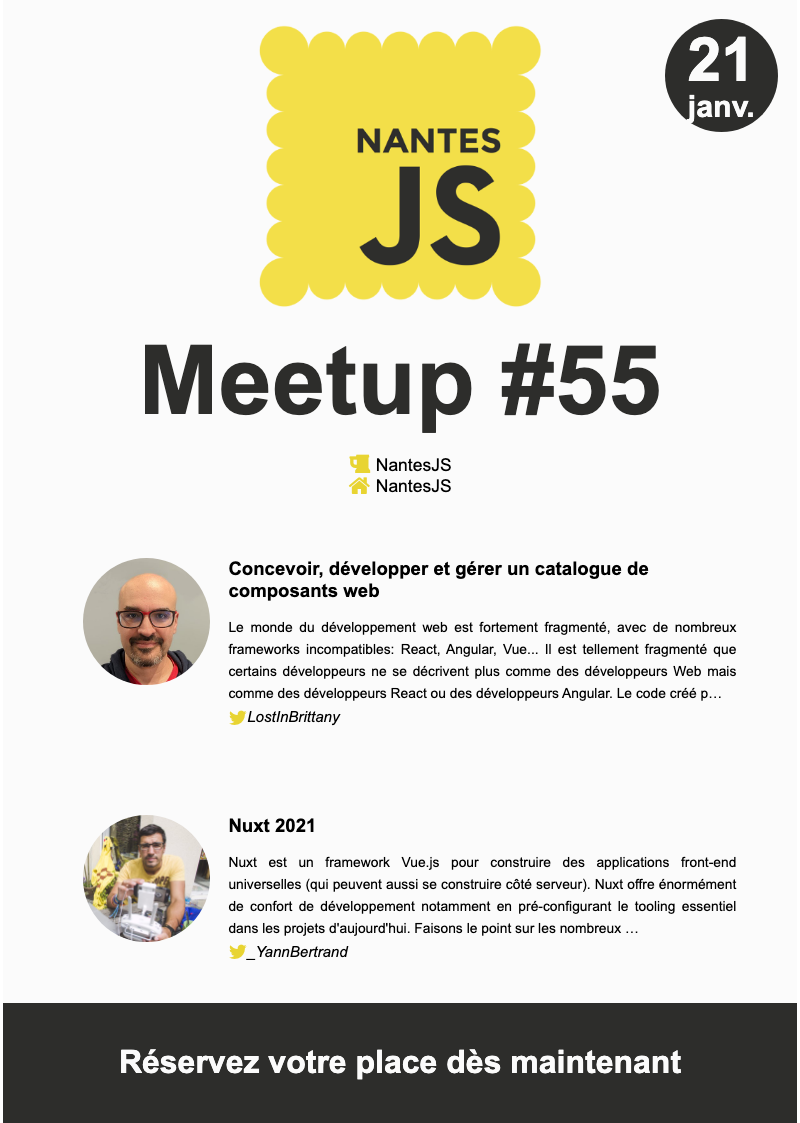 21
janv.
NANTES
JS
Meetup #55
NantesJS
NantesJS
Concevoir, développer et gérer un catalogue de
composants web
Le monde du développement web est fortement fragmenté, avec de nombreux
frameworks incompatibles: React, Angular, Vue... Il est tellement fragmenté que
certains développeurs ne se décrivent plus comme des développeurs Web mais
comme des développeurs React ou des développeurs Angular. Le code créé p…
LostInBrittany
Nuxt 2021
Nuxt est un framework Vue.js pour construire des applications front-end
universelles (qui peuvent aussi se construire côté serveur). Nuxt offre énormément
de confort de développement notamment en pré-configurant le tooling essentiel
dans les projets d'aujourd'hui. Faisons le point sur les nombreux …
_YannBertrand
Réservez votre place dès maintenant